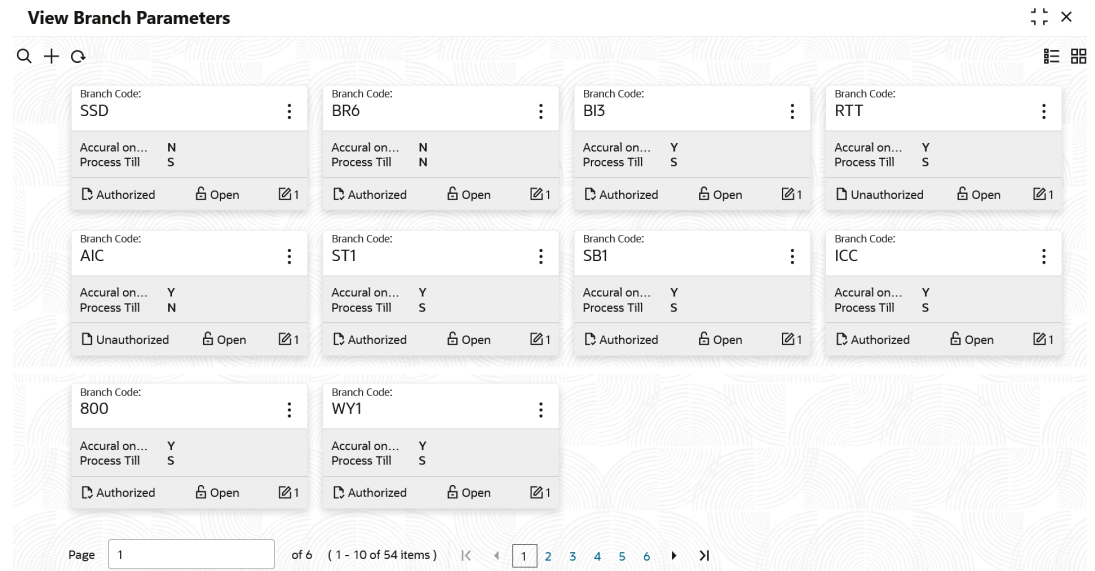 View Branch Parameters
Branch Code: Branch Code: Branch Code: Branch Code:
SSD BR6 BI3 RTT
Accural on... N Accural on... N Accural on... Y Accural on... Y
Process Till S Process Till N Process Till S Process Till S
Authorized Open 1 Authorized Open 1 Authorized Open 1 Unauthorized Open 1
Branch Code: Branch Code: Branch Code: Branch Code:
AIC ST1 SB1 ICC
Accural on... Y Accural on... Y Accural on... Y Accural on... Y
Process Till N Process Till S Process Till S Process Till S
Unauthorized Open 1 Authorized Open 1 Authorized Open 1 Authorized Open 1
Branch Code: Branch Code:
800 WY1
Accural on... Y Accural on... Y
Process Till S Process Till S
Authorized Open 1 Authorized Open 1
Page 1 of 6 ( 1 - 10 of 54 items ) 1 2 3 4 5 6